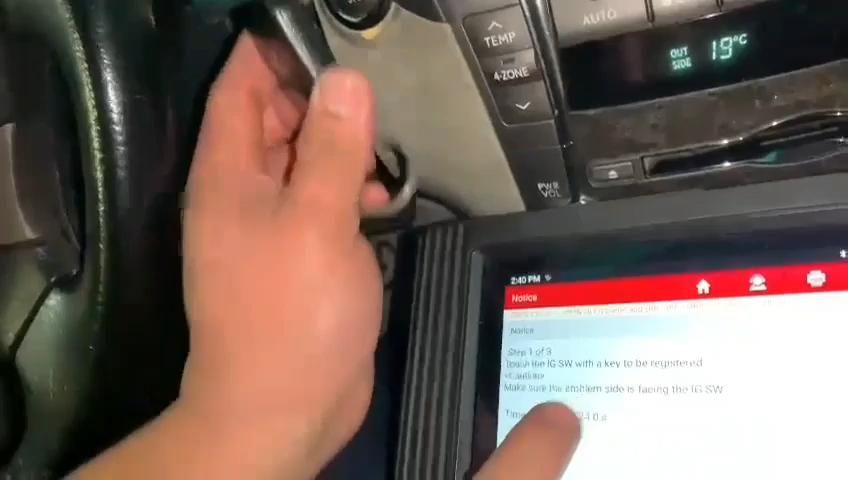 AUTO
TEMP
4-ZONE
OUT SIDE 19°C
PWR
VOL
2:40 PM
Notice
Notice
Step 1 of 3
Touch the IG SW with a key to be registered
Make sure the emblem side is facing the IG SW
Time